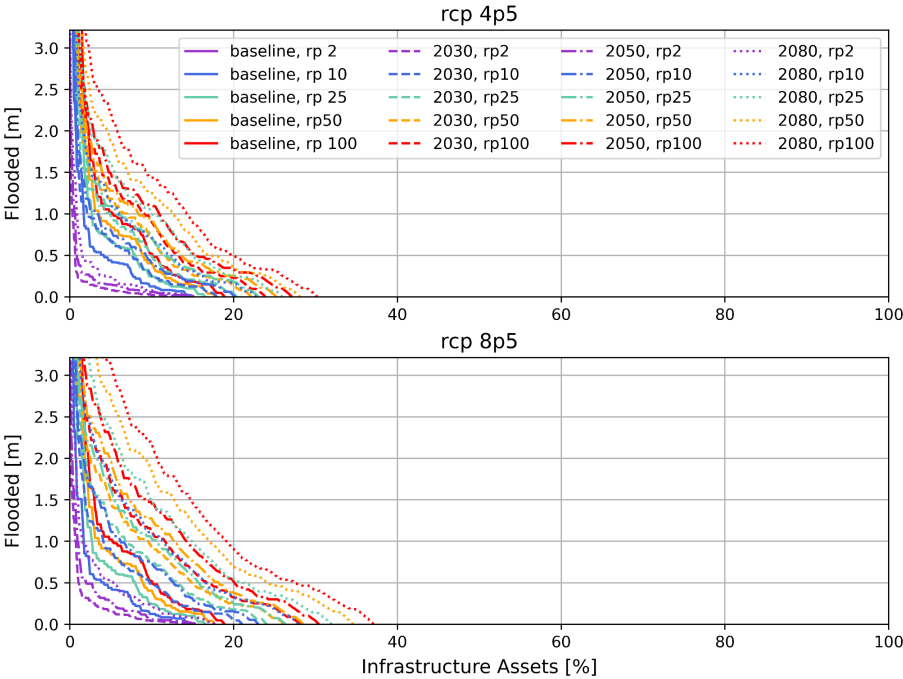 rcp 4p5
Flooded [m]
3.0
2.5
2.0
1.5
1.0
0.5
0.0
baseline, rp 2
baseline, rp 10
baseline, rp 25
baseline, rp50
baseline, rp 100
2030, rp2
2030, rp10
2030, rp25
2030, rp50
2030, rp100
2050, rp2
2050, rp10
2050, rp25
2050, rp50
2050, rp100
2080, rp2
2080, rp10
2080, rp25
2080, rp50
2080, rp100
0 20 40 60 80 100
rcp 8p5
Flooded [m]
3.0
2.5
2.0
1.5
1.0
0.5
0.0
0 20 40 60 80 100
Infrastructure Assets [%]